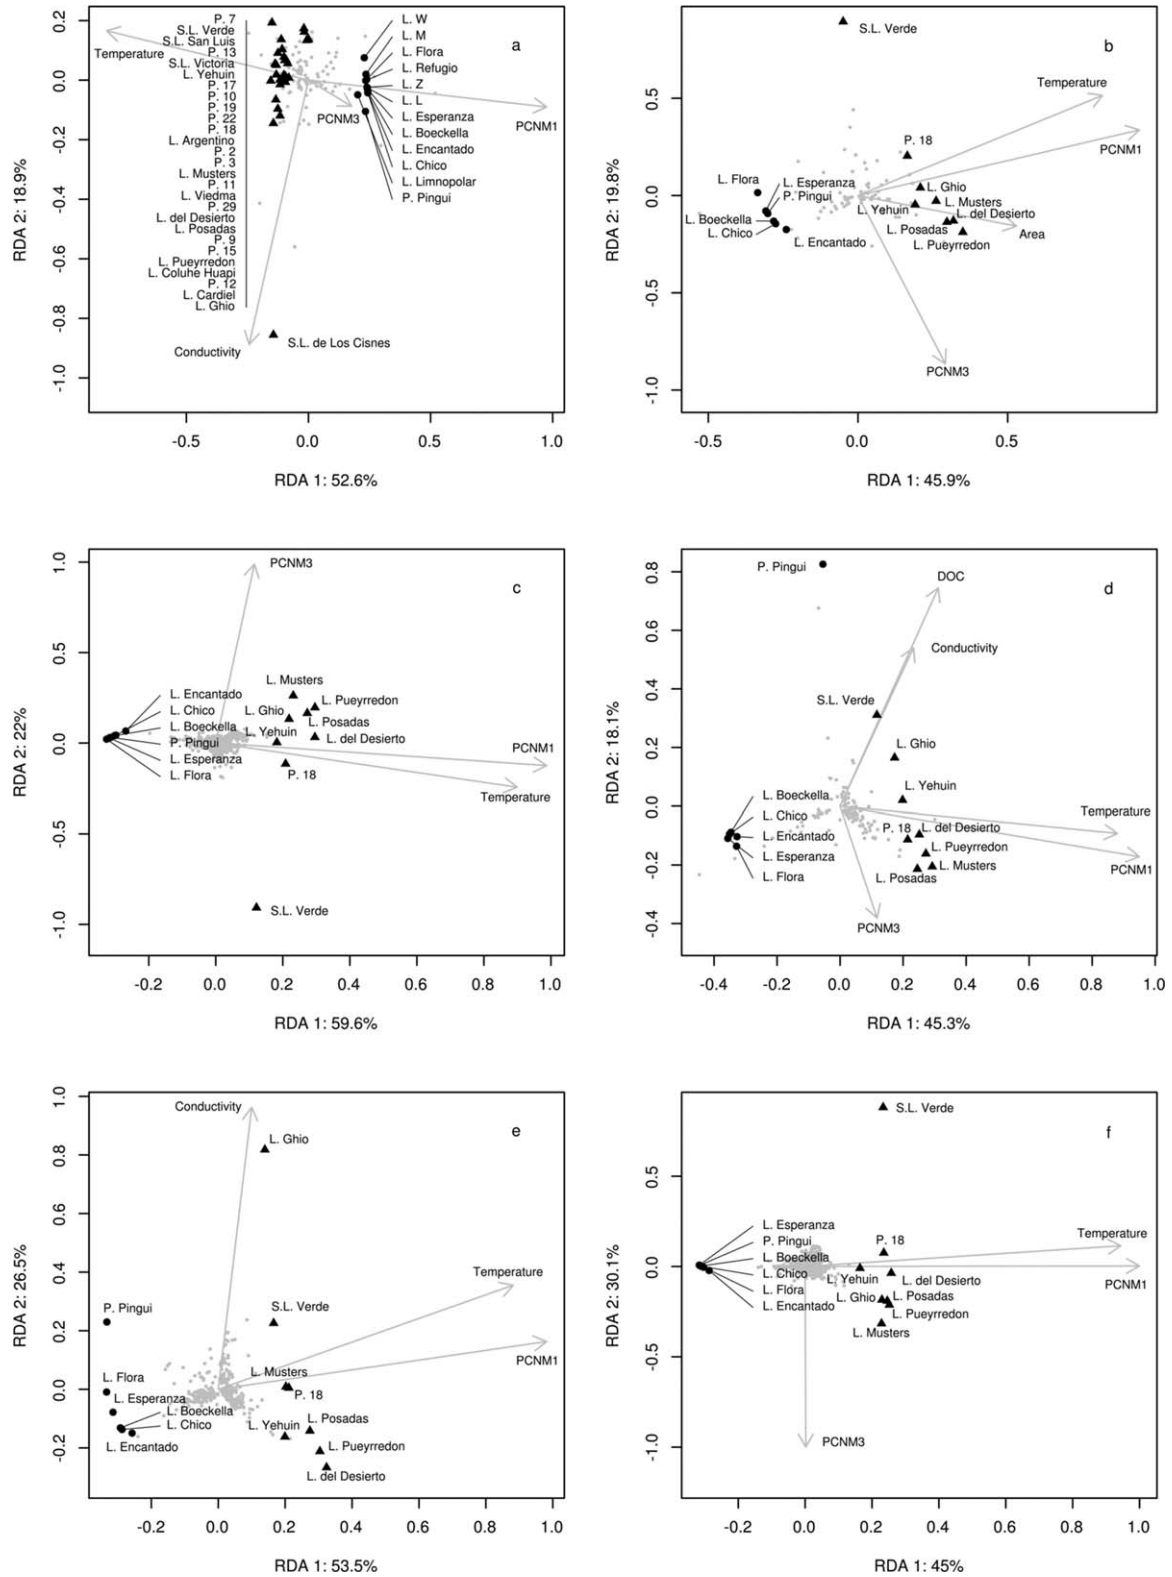 a
RDA 2: 18.9%
0.2
0.0
-0.2
-0.4
-0.6
-0.8
-1.0
P. 7
S.L. Verde
S.L. San Luis
Temperature
P. 13
S.L. Victoria
L. Yehuin
P. 17
P. 10
P. 19
P. 22
P. 18
L. Argentino
P. 2
P. 3
L. Musters
P. 11
L. Viedma
P. 29
L. del Desierto
L. Posadas
P. 9
P. 15
L. Pueyrredon
L. Coluhe Huapi
P. 12
L. Cardiel
L. Ghio
L. W
L. M
L. Flora
L. Refugio
L. Z
L. L
L. Esperanza
L. Boeckella
L. Encantado
L. Chico
L. Limnopolar
P. Pingui
PCNM3
PCNM1
Conductivity
S.L. de Los Cisnes
-0.5
0.0
0.5
1.0
RDA 1: 52.6%
b
RDA 2: 19.8%
0.5
0.0
-0.5
-1.0
S.L. Verde
Temperature
PCNM1
P. 18
L. Flora
L. Esperanza
P. Pingui
L. Ghio
L. Yehuin
L. Musters
L. Boeckella
L. del Desierto
L. Chico
L. Posadas
Area
L. Encantado
L. Pueyrredon
PCNM3
-0.5
0.0
0.5
RDA 1: 45.9%
c
RDA 2: 22%
1.0
0.5
0.0
-0.5
-1.0
PCNM3
L. Musters
L. Encantado
L. Pueyrredon
L. Chico
L. Ghio
L. Boeckella
L. Posadas
L. Yehuin
L. del Desierto
P. Pingui
PCNM1
L. Esperanza
L. Flora
P. 18
Temperature
S.L. Verde
-0.2
0.0
0.2
0.4
0.6
0.8
1.0
RDA 1: 59.6%
d
RDA 2: 18.1%
0.8
0.6
0.4
0.2
0.0
-0.2
-0.4
P. Pingui
DOC
Conductivity
S.L. Verde
L. Ghio
L. Yehuin
L. Boeckella
L. Chico
Temperature
L. Encantado
P. 18
L. del Desierto
L. Esperanza
L. Pueyrredon
L. Flora
L. Posadas
L. Musters
PCNM1
PCNM3
-0.4
-0.2
0.0
0.2
0.4
0.6
0.8
1.0
RDA 1: 45.3%
e
RDA 2: 26.5%
1.0
0.8
0.6
0.4
0.2
0.0
-0.2
Conductivity
L. Ghio
Temperature
P. Pingui
S.L. Verde
PCNM1
L. Flora
L. Musters
L. Esperanza
P. 18
L. Boeckella
L. Chico
L. Yehuin
L. Posadas
L. Encantado
L. Pueyrredon
L. del Desierto
-0.2
0.0
0.2
0.4
0.6
0.8
1.0
RDA 1: 53.5%
f
RDA 2: 30.1%
0.5
0.0
-0.5
-1.0
S.L. Verde
L. Esperanza
P. Pingui
L. Boeckella
L. Chico
L. Flora
L. Encantado
P. 18
Temperature
L. Yehuin
L. del Desierto
PCNM1
L. Ghio
L. Posadas
L. Pueyrredon
L. Musters
PCNM3
-0.2
0.0
0.2
0.4
0.6
0.8
1.0
RDA 1: 45%